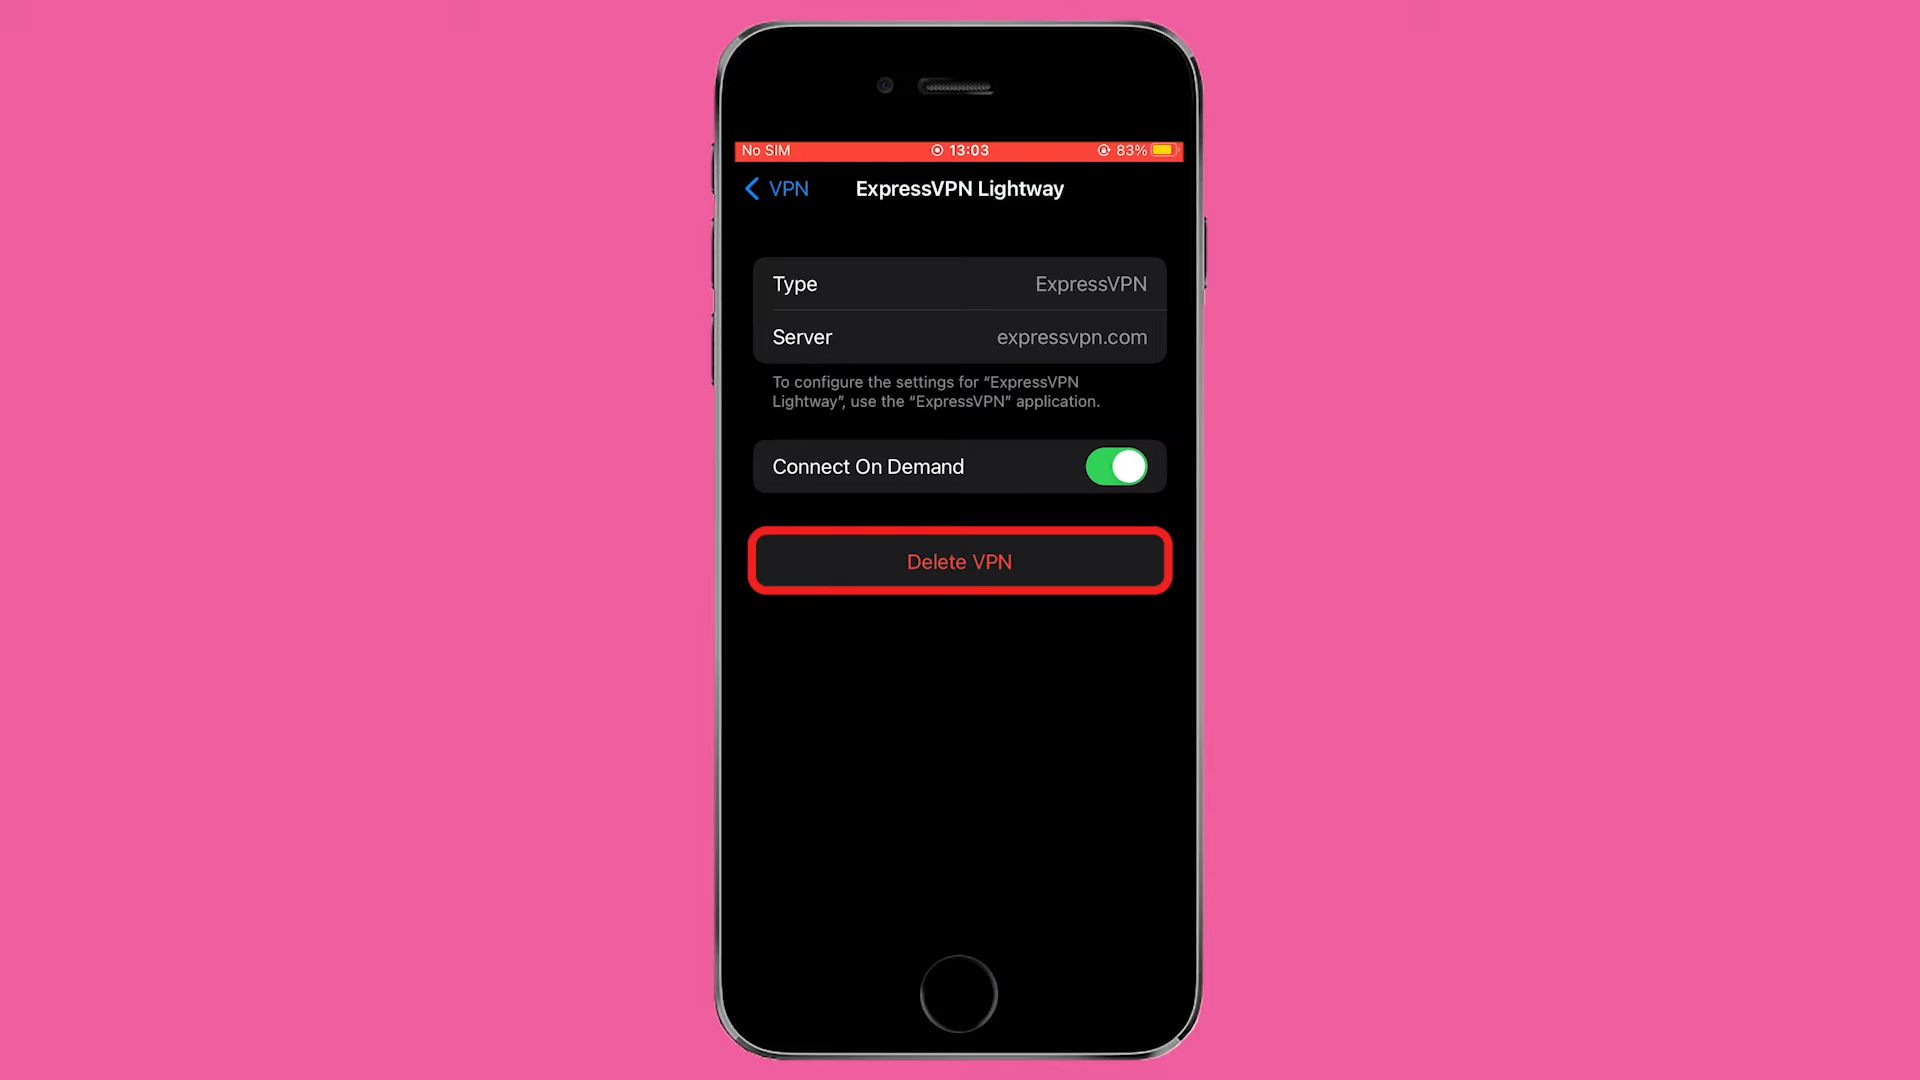 No SIM 13:03 83%
VPN ExpressVPN Lightway
Type ExpressVPN
Server expressvpn.com
To configure the settings for “ExpressVPN
Lightway”, use the “ExpressVPN” application.
Connect On Demand
Delete VPN